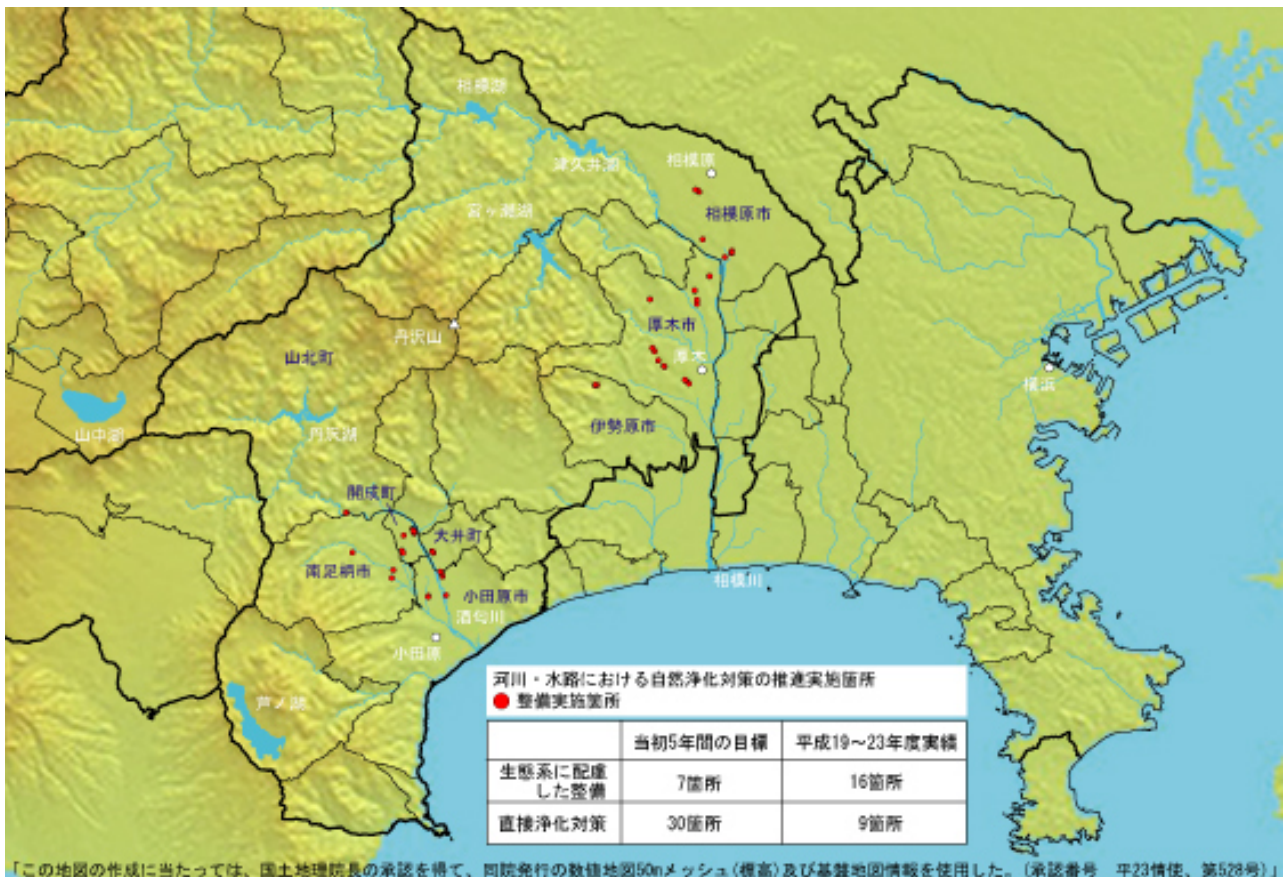 相模湖
津久井湖
相模原
宮ヶ瀬湖
相模原市
厚木市
丹沢山
山北町
厚木
横浜
山中湖
丹沢湖
伊勢原市
開成町
大井町
南足柄市
小田原市
相模川
酒匂川
小田原
芦ノ湖
河川・水路における自然浄化対策の推進実施箇所
整備実施箇所
当初5年間の目標 平成19～23年度実績
生態系に配慮
した整備 7箇所 16箇所
直接浄化対策 30箇所 9箇所
「この地図の作成に当たっては、国土地理院長の承認を得て、同院発行の数値地図50mメッシュ(標高)及び基盤地図情報を使用した。(承認番号 平23情使、第528号)」